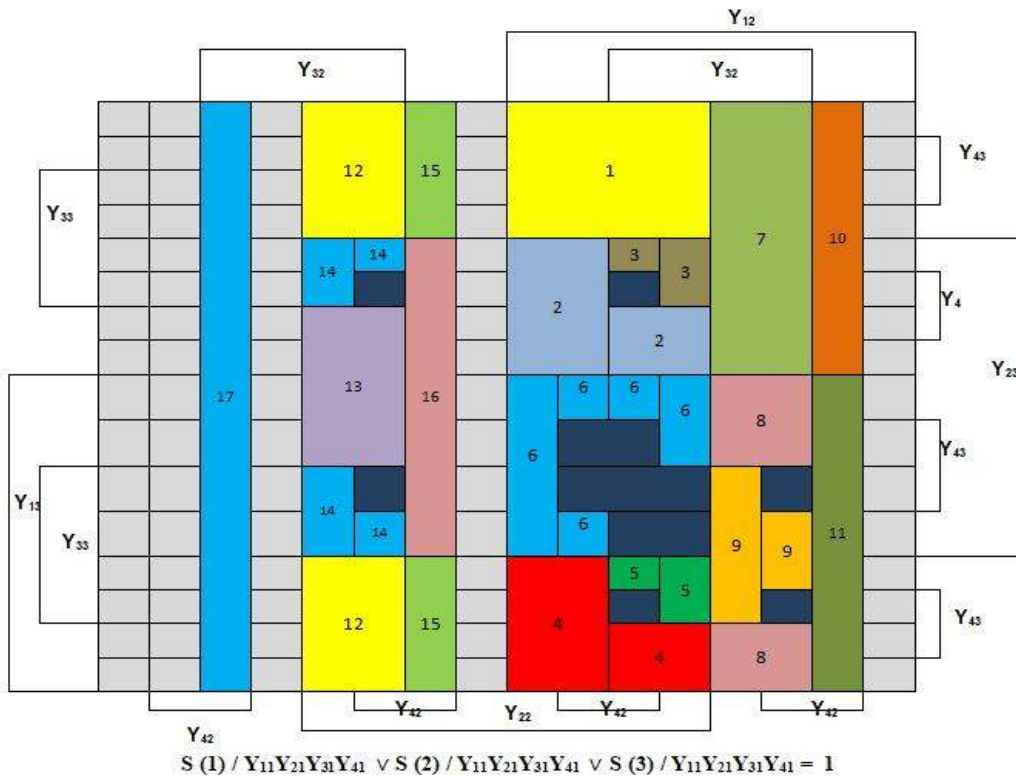 Y12
Y32 Y32
12 15 1 Y43
Y33 7 10
14 14 3 3
2 Y4
2
13 Y23
17 16 6 6 6 8
6 Y43
Y13 14
Y33 14 6 9 9 11
5 5
12 15 4 Y43
4 8
Y42 Y42 Y22 Y42 Y42
S (1) / Y11Y21Y31Y41 ∨ S (2) / Y11Y21Y31Y41 ∨ S (3) / Y11Y21Y31Y41 = 1